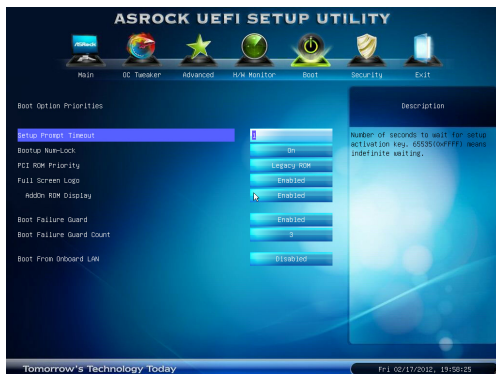 ASROCK UEFI SETUP UTILITY
ASRock
Main OC Tweaker Advanced H/W Monitor Boot Security Exit
Boot Option Priorities
Description
Setup Prompt Timeout 1
Number of seconds to wait for setup
activation key. 65535(0xFFFF) means
indefinite waiting.
Bootup Num-Lock On
PCI ROM Priority Legacy ROM
Full Screen Logo Enabled
AddOn ROM Display Enabled
Boot Failure Guard Enabled
Boot Failure Guard Count 3
Boot From Onboard LAN Disabled
Tomorrow's Technology Today
Fri 02/17/2012, 19:58:25